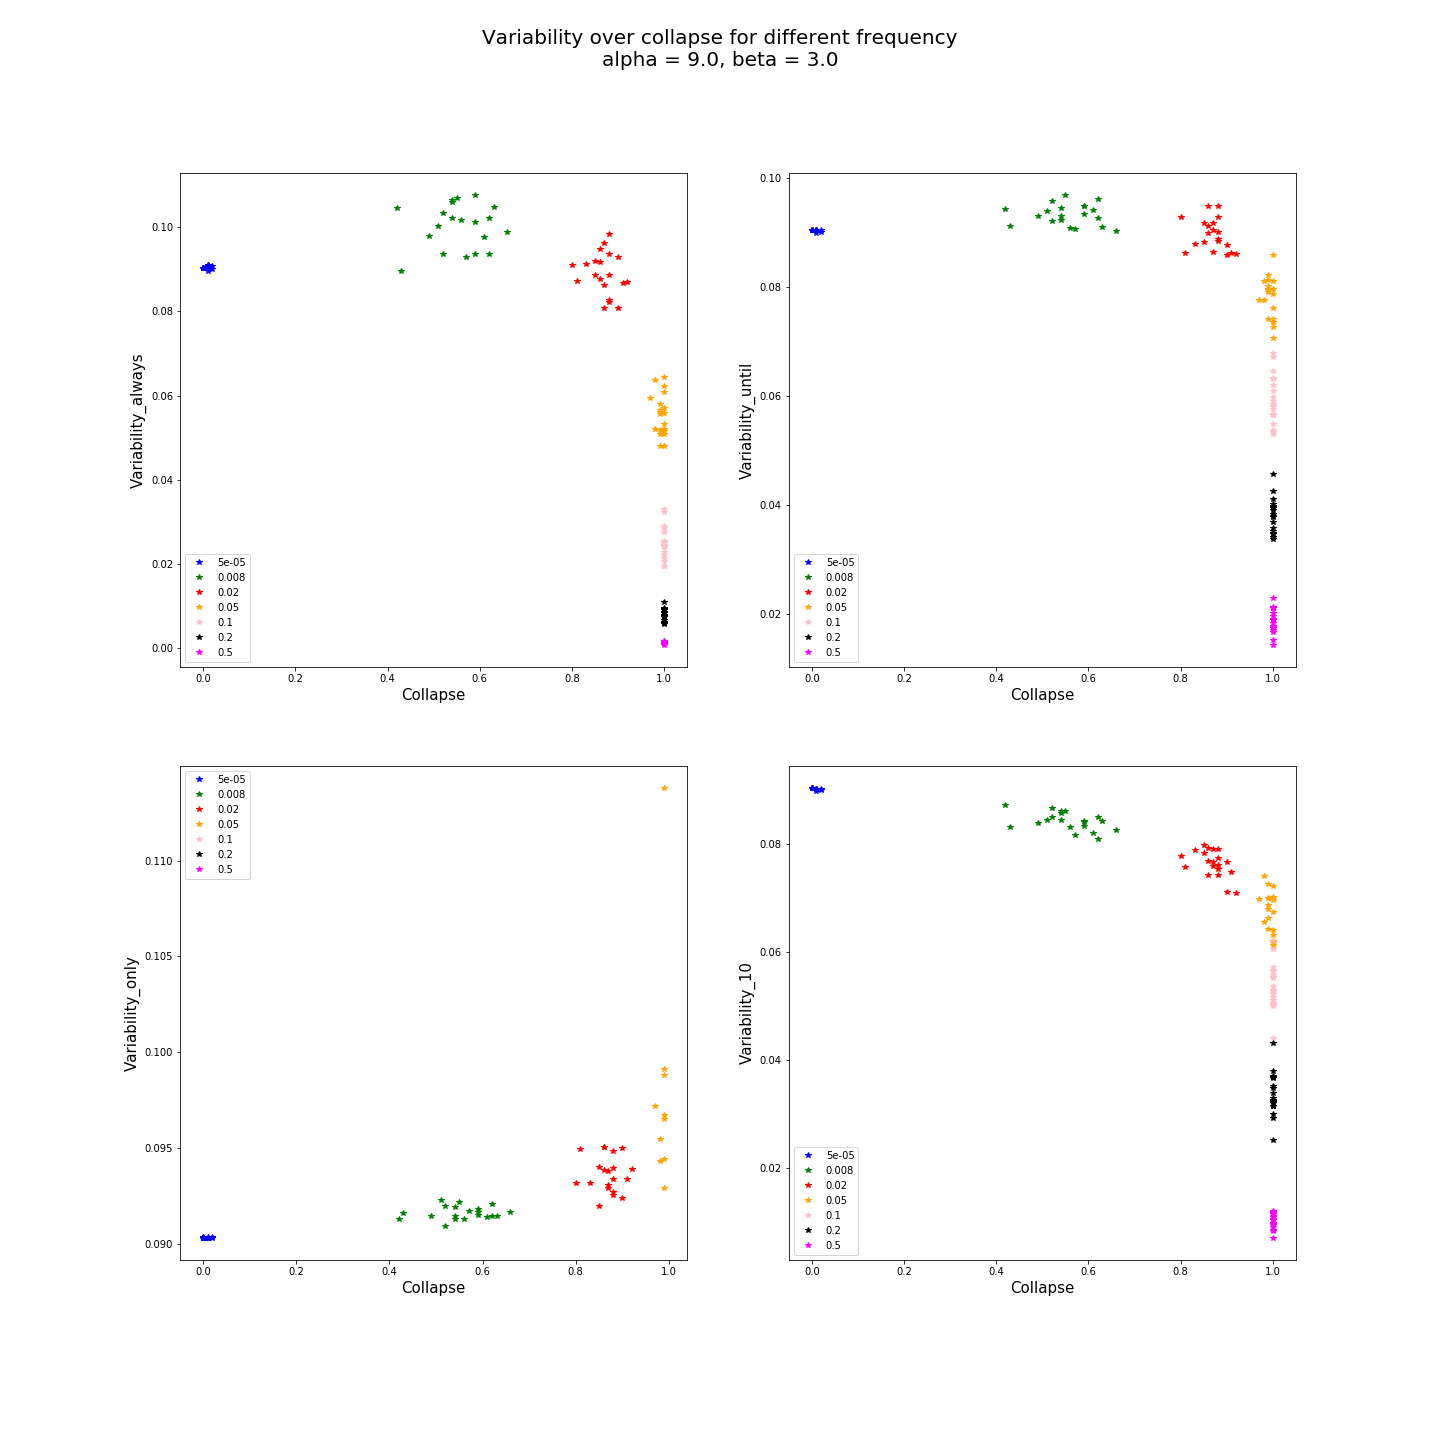 Variability over collapse for different frequency
alpha = 9.0, beta = 3.0
Variability_always
0.10
0.08
0.06
0.04
0.02
0.00
5e-05
0.008
0.02
0.05
0.1
0.2
0.5
0.0 0.2 0.4 0.6 0.8 1.0
Collapse
Variability_until
0.10
0.08
0.06
0.04
0.02
5e-05
0.008
0.02
0.05
0.1
0.2
0.5
0.0 0.2 0.4 0.6 0.8 1.0
Collapse
Variability_only
5e-05
0.008
0.02
0.05
0.1
0.2
0.5
0.110
0.105
0.100
0.095
0.090
0.0 0.2 0.4 0.6 0.8 1.0
Collapse
Variability_10
0.08
0.06
0.04
0.02
5e-05
0.008
0.02
0.05
0.1
0.2
0.5
0.0 0.2 0.4 0.6 0.8 1.0
Collapse